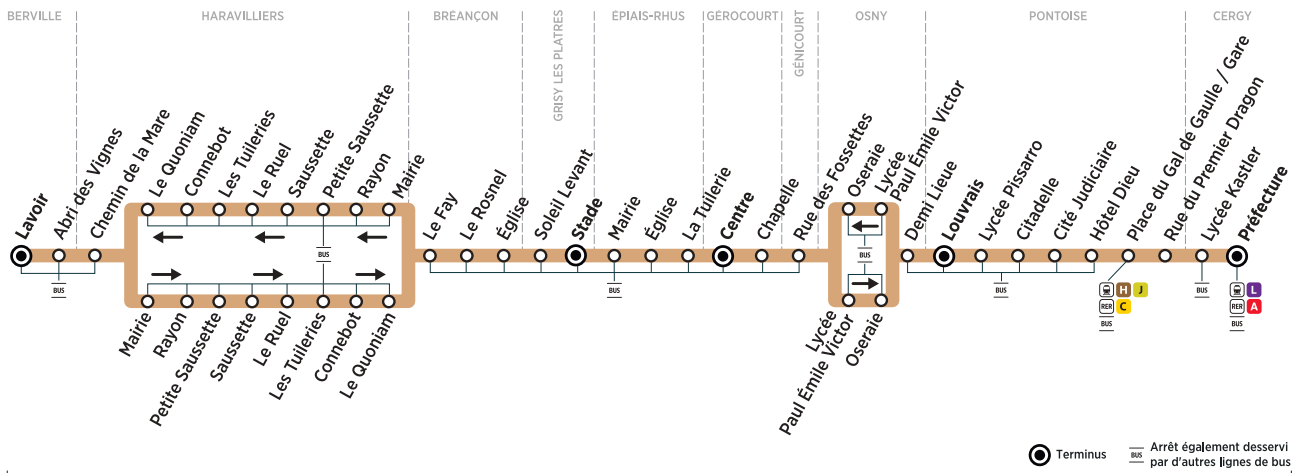 BERVILLE
HARAVILLIERS
BRÉANÇON
GRISY LES PLATRES
ÉPIAIS-RHUS
GÉROCOURT
GÉNICOURT
OSNY
PONTOISE
CERGY
Lavoir
Abri des Vignes
Chemin de la Mare
Le Quoniam
Connebot
Les Tuileries
Le Ruel
Saussette
Petite Saussette
Rayon
Mairie
Le Fay
Le Rosnel
Église
Soleil Levant
Stade
Mairie
Église
La Tuilerie
Centre
Chapelle
Rue des Fossettes
Oseraie
Lycée
Paul Émile Victor
Demi Lieue
Louvrais
Lycée Pissarro
Citadelle
Cité Judiciaire
Hôtel Dieu
Place du Gal de Gaulle / Gare
Rue du Premier Dragon
Lycée Kastler
Préfecture
BUS
BUS
BUS
BUS
BUS
BUS
H J
RER C
BUS
L
RER A
BUS
Mairie
Rayon
Petite Saussette
Saussette
Le Ruel
Les Tuileries
Connebot
Le Quoniam
Lycée
Paul Émile Victor
Oseraie
Terminus
BUS
Arrêt également desservi
par d'autres lignes de bus